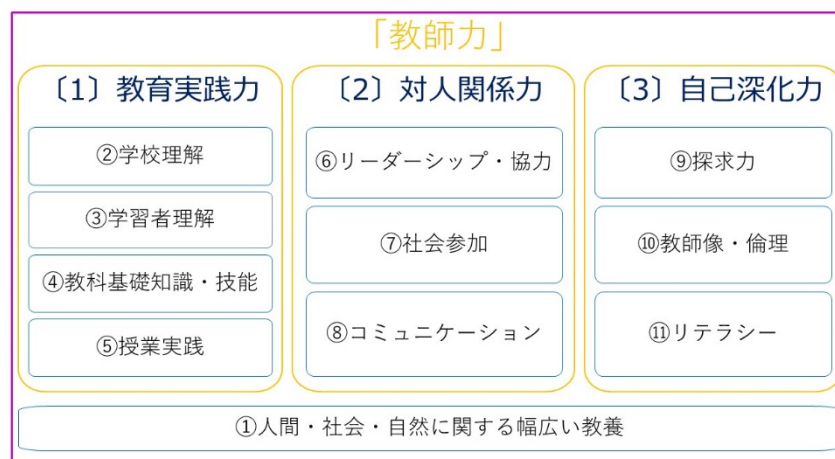 「教師力」
〔1〕教育実践力
②学校理解
③学習者理解
④教科基礎知識・技能
⑤授業実践
〔2〕対人関係力
⑥リーダーシップ・協力
⑦社会参加
⑧コミュニケーション
〔3〕自己深化力
⑨探求力
⑩教師像・倫理
⑪リテラシー
①人間・社会・自然に関する幅広い教養